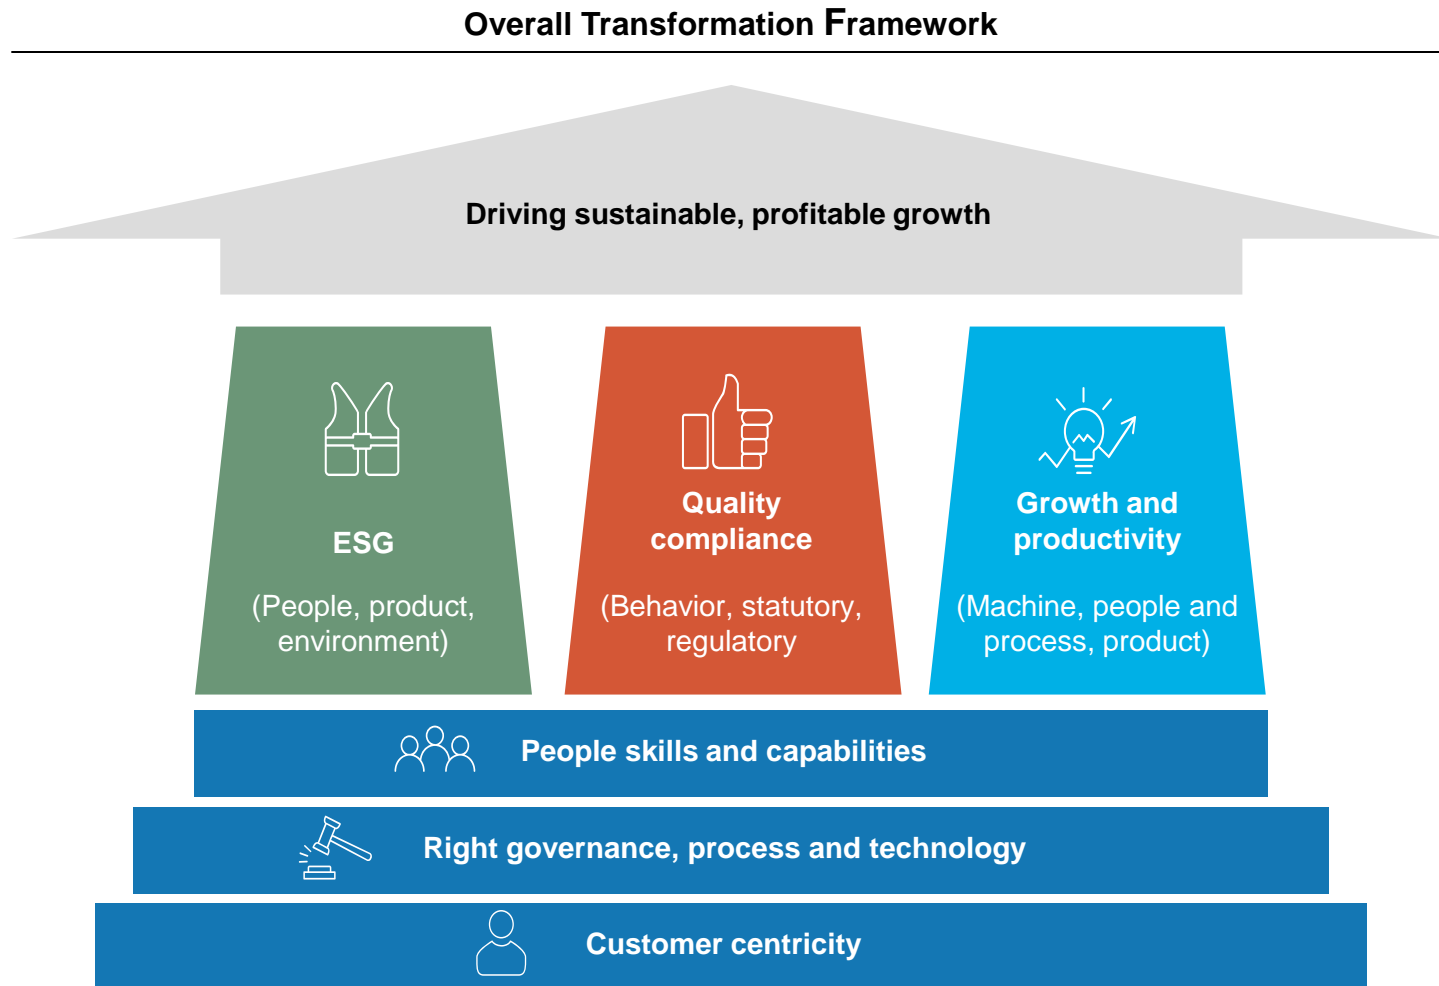 Overall Transformation Framework
Driving sustainable, profitable growth
ESG
(People, product,
environment)
Quality
compliance
(Behavior, statutory,
regulatory
Growth and
productivity
(Machine, people and
process, product)
People skills and capabilities
Right governance, process and technology
Customer centricity